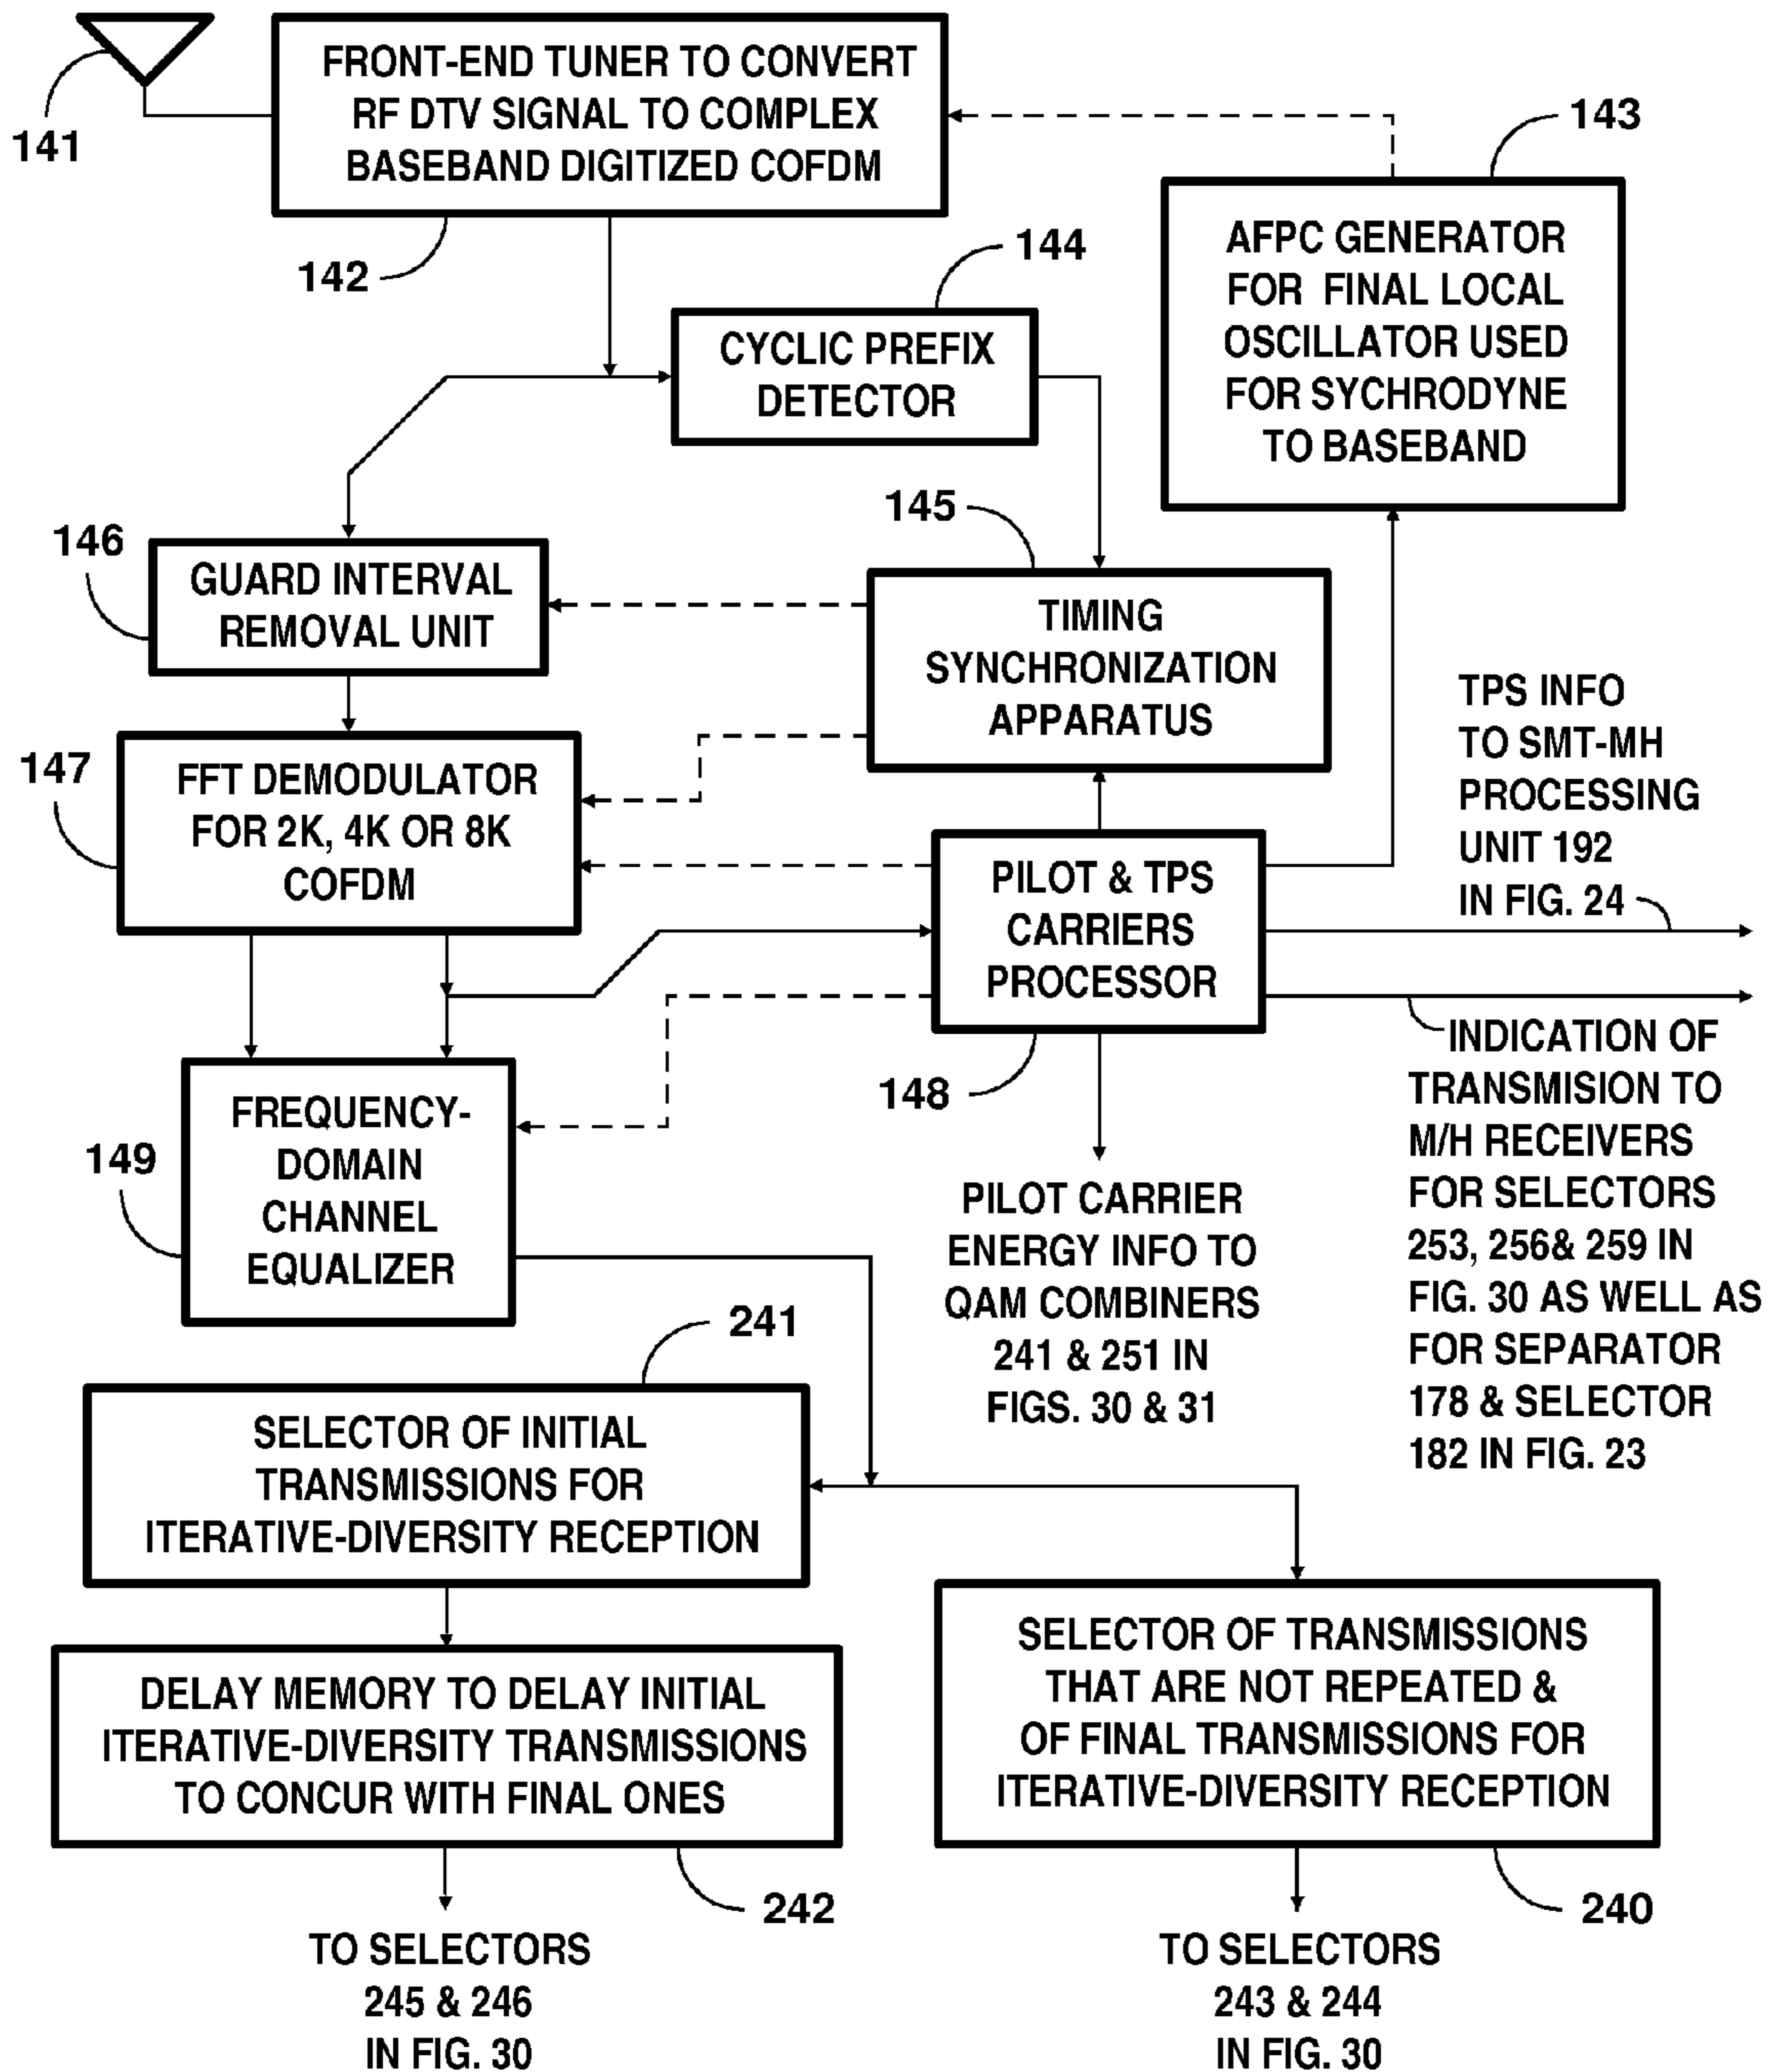 FRONT-END TUNER TO CONVERT
RF DTV SIGNAL TO COMPLEX
BASEBAND DIGITIZED COFDM
141
142
143
AFPC GENERATOR
FOR FINAL LOCAL
OSCILLATOR USED
FOR SYCHRODYNE
TO BASEBAND
144
CYCLIC PREFIX
DETECTOR
145
TIMING
SYNCHRONIZATION
APPARATUS
146
GUARD INTERVAL
REMOVAL UNIT
147
FFT DEMODULATOR
FOR 2K, 4K OR 8K
COFDM
PILOT & TPS
CARRIERS
PROCESSOR
148
TPS INFO
TO SMT-MH
PROCESSING
UNIT 192
IN FIG. 24
INDICATION OF
TRANSMISION TO
M/H RECEIVERS
FOR SELECTORS
253, 256& 259 IN
FIG. 30 AS WELL AS
FOR SEPARATOR
178 & SELECTOR
182 IN FIG. 23
PILOT CARRIER
ENERGY INFO TO
QAM COMBINERS
241 & 251 IN
FIGS. 30 & 31
149
FREQUENCY-
DOMAIN
CHANNEL
EQUALIZER
241
SELECTOR OF INITIAL
TRANSMISSIONS FOR
ITERATIVE-DIVERSITY RECEPTION
DELAY MEMORY TO DELAY INITIAL
ITERATIVE-DIVERSITY TRANSMISSIONS
TO CONCUR WITH FINAL ONES
242
TO SELECTORS
245 & 246
IN FIG. 30
SELECTOR OF TRANSMISSIONS
THAT ARE NOT REPEATED &
OF FINAL TRANSMISSIONS FOR
ITERATIVE-DIVERSITY RECEPTION
240
TO SELECTORS
243 & 244
IN FIG. 30